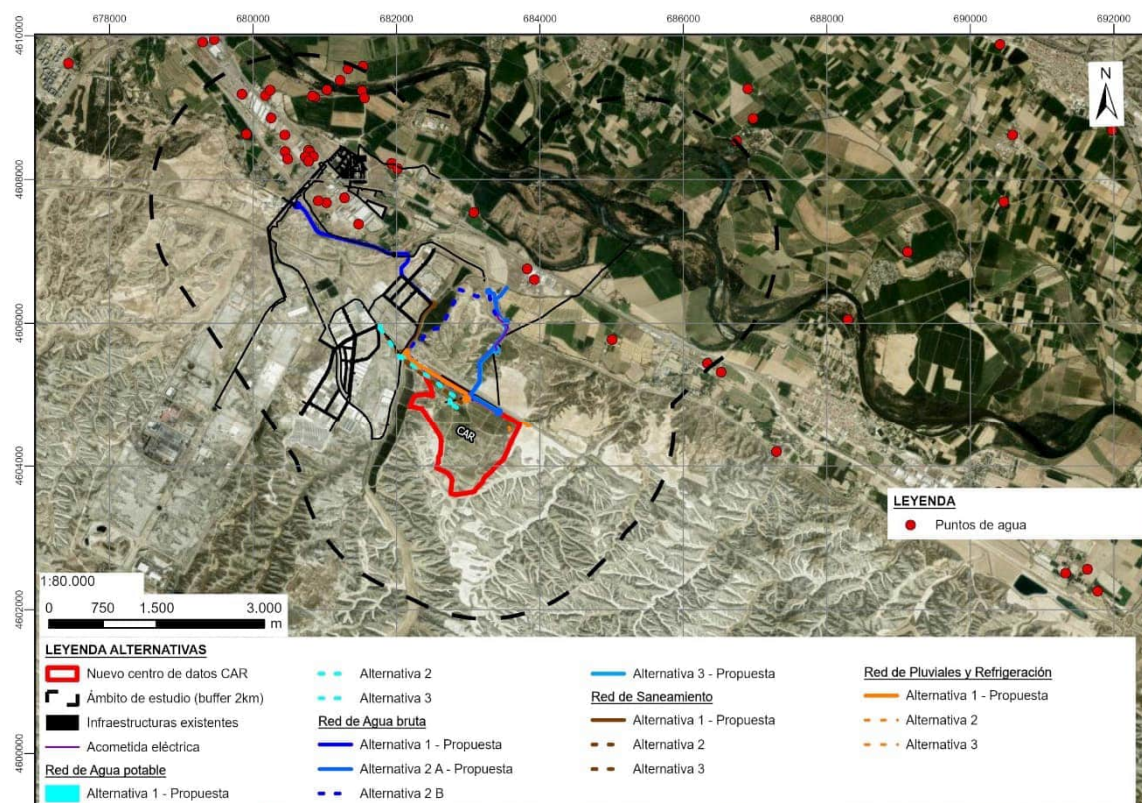 678000 680000 682000 684000 686000 688000 690000 692000
4610000
N
4608000
4606000
CAR
4604000
LEYENDA
Puntos de agua
1:80.000
0 750 1.500 3.000
m
4602000
LEYENDA ALTERNATIVAS
Nuevo centro de datos CAR
Ámbito de estudio (buffer 2km)
Infraestructuras existentes
Acometida eléctrica
Red de Agua potable
Alternativa 1 - Propuesta
Alternativa 2
Alternativa 3
Red de Agua bruta
Alternativa 1 - Propuesta
Alternativa 2 A - Propuesta
Alternativa 2 B
Alternativa 3 - Propuesta
Red de Saneamiento
Alternativa 1 - Propuesta
Alternativa 2
Alternativa 3
Red de Pluviales y Refrigeración
Alternativa 1 - Propuesta
Alternativa 2
Alternativa 3
4600000